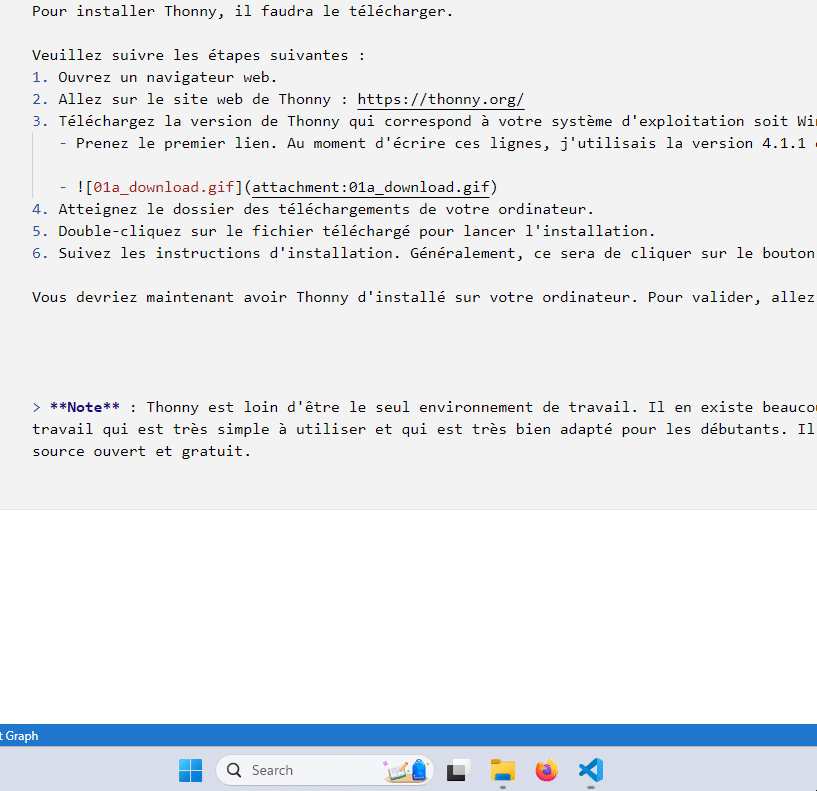 Pour installer Thonny, il faudra le télécharger.
Veuillez suivre les étapes suivantes :
1. Ouvrez un navigateur web.
2. Allez sur le site web de Thonny : https://thonny.org/
3. Téléchargez la version de Thonny qui correspond à votre système d'exploitation soit Wi
- Prenez le premier lien. Au moment d'écrire ces lignes, j'utilisais la version 4.1.1
- ![01a_download.gif](attachment:01a_download.gif)
4. Atteignez le dossier des téléchargements de votre ordinateur.
5. Double-cliquez sur le fichier téléchargé pour lancer l'installation.
6. Suivez les instructions d'installation. Généralement, ce sera de cliquer sur le bouton
Vous devriez maintenant avoir Thonny d'installé sur votre ordinateur. Pour valider, allez
> **Note** : Thonny est loin d'être le seul environnement de travail. Il en existe beauco
travail qui est très simple à utiliser et qui est très bien adapté pour les débutants. Il
source ouvert et gratuit.
t Graph
Search